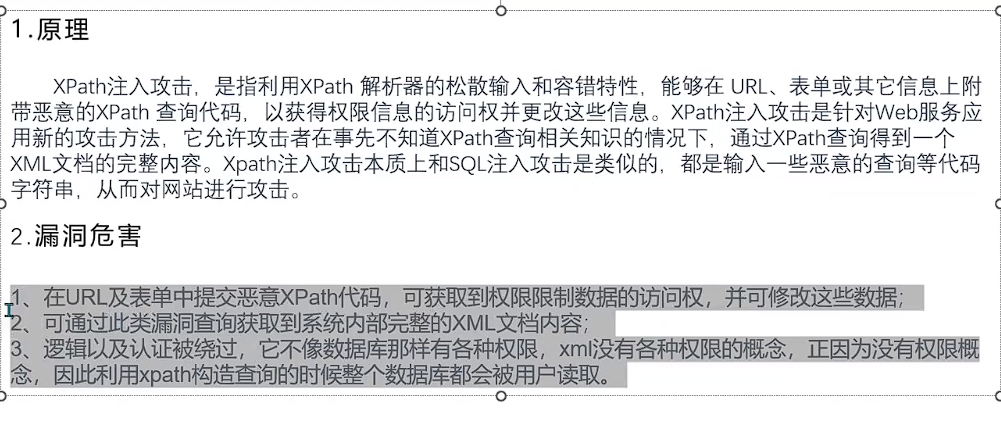 1.原理
XPath注入攻击，是指利用XPath 解析器的松散输入和容错特性，能够在 URL、表单或其它信息上附
带恶意的XPath 查询代码，以获得权限信息的访问权并更改这些信息。XPath注入攻击是针对Web服务应
用新的攻击方法，它允许攻击者在事先不知道XPath查询相关知识的情况下，通过XPath查询得到一个
XML文档的完整内容。Xpath注入攻击本质上和SQL注入攻击是类似的，都是输入一些恶意的查询等代码
字符串，从而对网站进行攻击。
2.漏洞危害
1、在URL及表单中提交恶意XPath代码，可获取到权限限制数据的访问权，并可修改这些数据；
2、可通过此类漏洞查询获取到系统内部完整的XML文档内容；
3、逻辑以及认证被绕过，它不像数据库那样有各种权限，xml没有各种权限的概念，正因为没有权限概
念，因此利用xpath构造查询的时候整个数据库都会被用户读取。